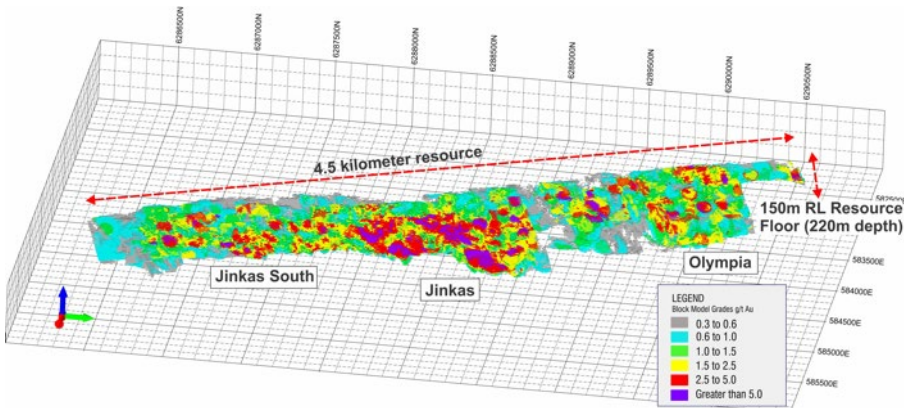 6286500N
6287000N
6287500N
6288000N
6288500N
6289000N
6289500N
6290000N
6290500N
4.5 kilometer resource
150m RL Resource
Floor (220m depth)
582500E
583500E
584000E
584500E
585000E
585500E
Jinkas South
Jinkas
Olympia
LEGEND
Block Model Grades g/t Au
0.3 to 0.6
0.6 to 1.0
1.0 to 1.5
1.5 to 2.5
2.5 to 5.0
Greater than 5.0